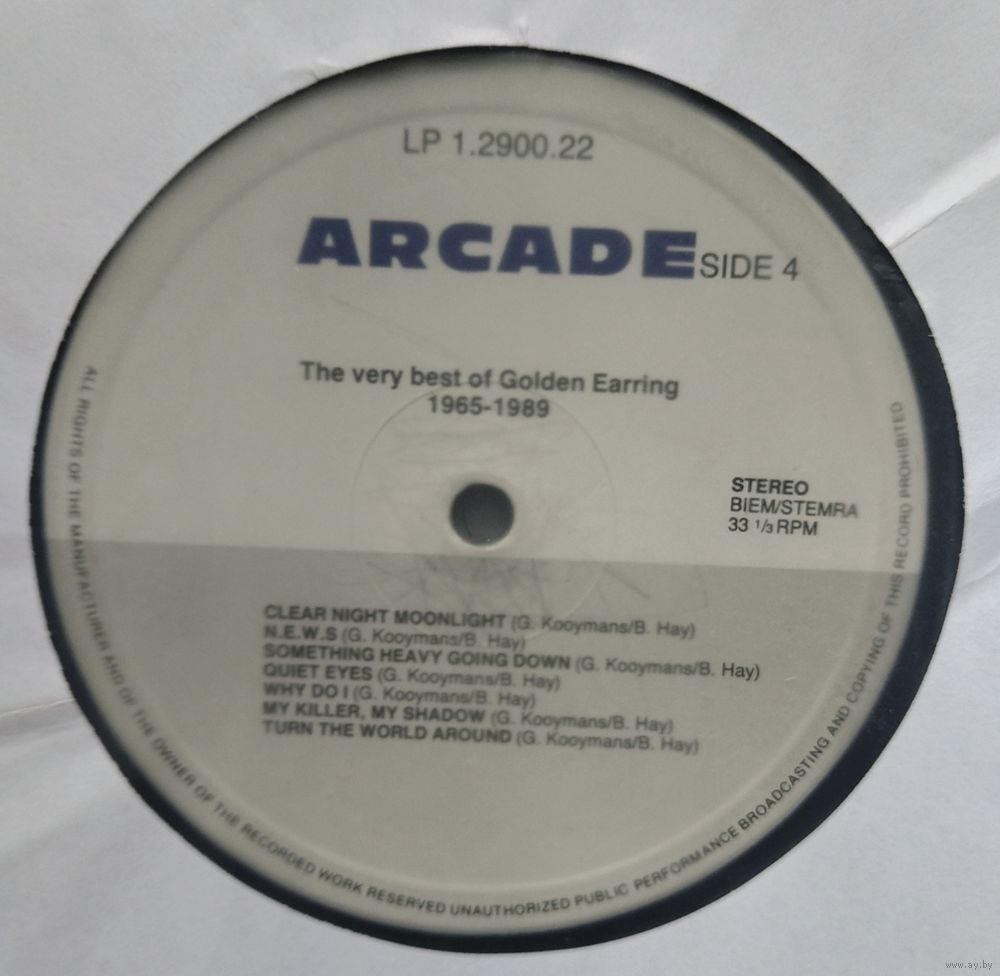 LP 1.2900.22
ARCADE SIDE 4
The very best of Golden Earring
1965-1989
STEREO
BIEM/STEMRA
33 1/3 RPM
CLEAR NIGHT MOONLIGHT (G. Kooymans/B. Hay)
N.E.W.S (G. Kooymans/B. Hay)
SOMETHING HEAVY GOING DOWN (G. Kooymans/B. Hay)
QUIET EYES (G. Kooymans/B. Hay)
WHY DO I (G. Kooymans/B. Hay)
MY KILLER, MY SHADOW (G. Kooymans/B. Hay)
TURN THE WORLD AROUND (G. Kooymans/B. Hay)
ALL RIGHTS OF THE MANUFACTURER AND OF THE OWNER OF THE RECORDED WORK RESERVED UNAUTHORIZED PUBLIC PERFORMANCE BROADCASTING AND COPYING OF THIS RECORD PROHIBITED
www.ay.by